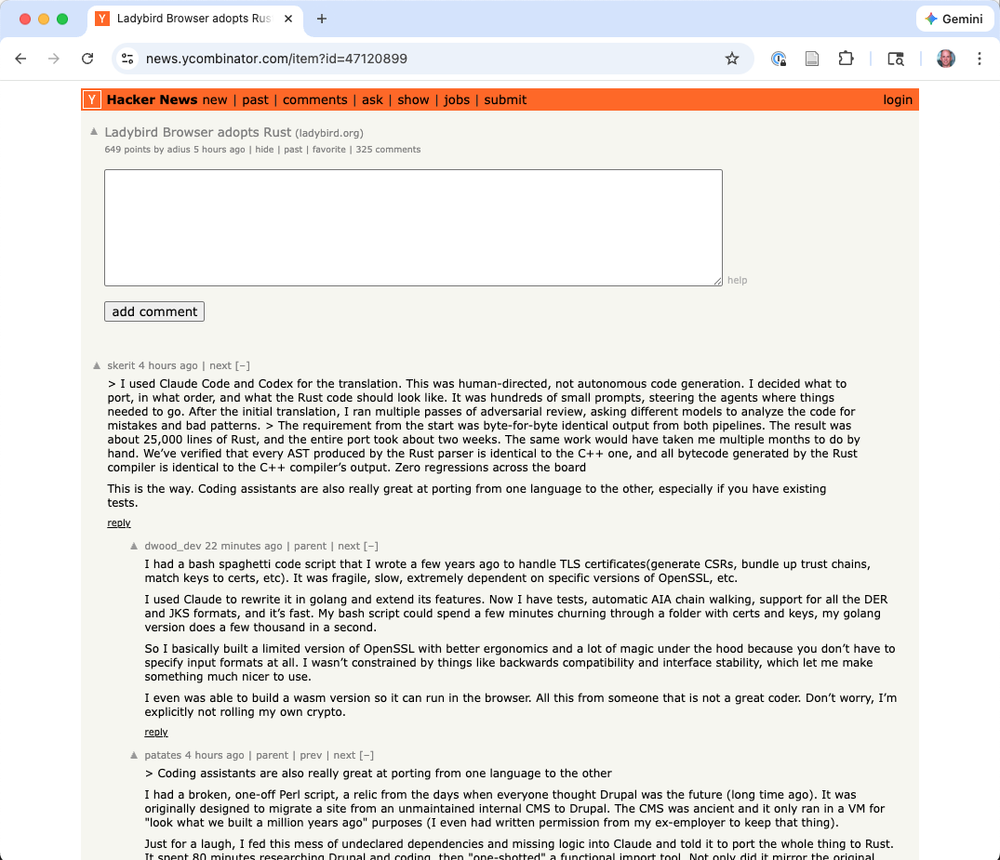 Y Ladybird Browser adopts Rus
Gemini
news.ycombinator.com/item?id=47120899
Y Hacker News new | past | comments | ask | show | jobs | submit login
Ladybird Browser adopts Rust (ladybird.org)
649 points by adius 5 hours ago | hide | past | favorite | 325 comments
help
add comment
skerit 4 hours ago | next [–]
> I used Claude Code and Codex for the translation. This was human-directed, not autonomous code generation. I decided what to
port, in what order, and what the Rust code should look like. It was hundreds of small prompts, steering the agents where things
needed to go. After the initial translation, I ran multiple passes of adversarial review, asking different models to analyze the code for
mistakes and bad patterns. > The requirement from the start was byte-for-byte identical output from both pipelines. The result was
about 25,000 lines of Rust, and the entire port took about two weeks. The same work would have taken me multiple months to do by
hand. We’ve verified that every AST produced by the Rust parser is identical to the C++ one, and all bytecode generated by the Rust
compiler is identical to the C++ compiler’s output. Zero regressions across the board
This is the way. Coding assistants are also really great at porting from one language to the other, especially if you have existing
tests.
reply
dwood_dev 22 minutes ago | parent | next [–]
I had a bash spaghetti code script that I wrote a few years ago to handle TLS certificates(generate CSRs, bundle up trust chains,
match keys to certs, etc). It was fragile, slow, extremely dependent on specific versions of OpenSSL, etc.
I used Claude to rewrite it in golang and extend its features. Now I have tests, automatic AIA chain walking, support for all the DER
and JKS formats, and it’s fast. My bash script could spend a few minutes churning through a folder with certs and keys, my golang
version does a few thousand in a second.
So I basically built a limited version of OpenSSL with better ergonomics and a lot of magic under the hood because you don’t have to
specify input formats at all. I wasn’t constrained by things like backwards compatibility and interface stability, which let me make
something much nicer to use.
I even was able to build a wasm version so it can run in the browser. All this from someone that is not a great coder. Don’t worry, I’m
explicitly not rolling my own crypto.
reply
patates 4 hours ago | parent | prev | next [–]
> Coding assistants are also really great at porting from one language to the other
I had a broken, one-off Perl script, a relic from the days when everyone thought Drupal was the future (long time ago). It was
originally designed to migrate a site from an unmaintained internal CMS to Drupal. The CMS was ancient and it only ran in a VM for
"look what we built a million years ago" purposes (I even had written permission from my ex-employer to keep that thing).
Just for a laugh, I fed this mess of undeclared dependencies and missing logic into Claude and told it to port the whole thing to Rust.
It spent 80 minutes researching Drupal and coding, then "one-shotted" a functional import tool. Not only did it mirror the original